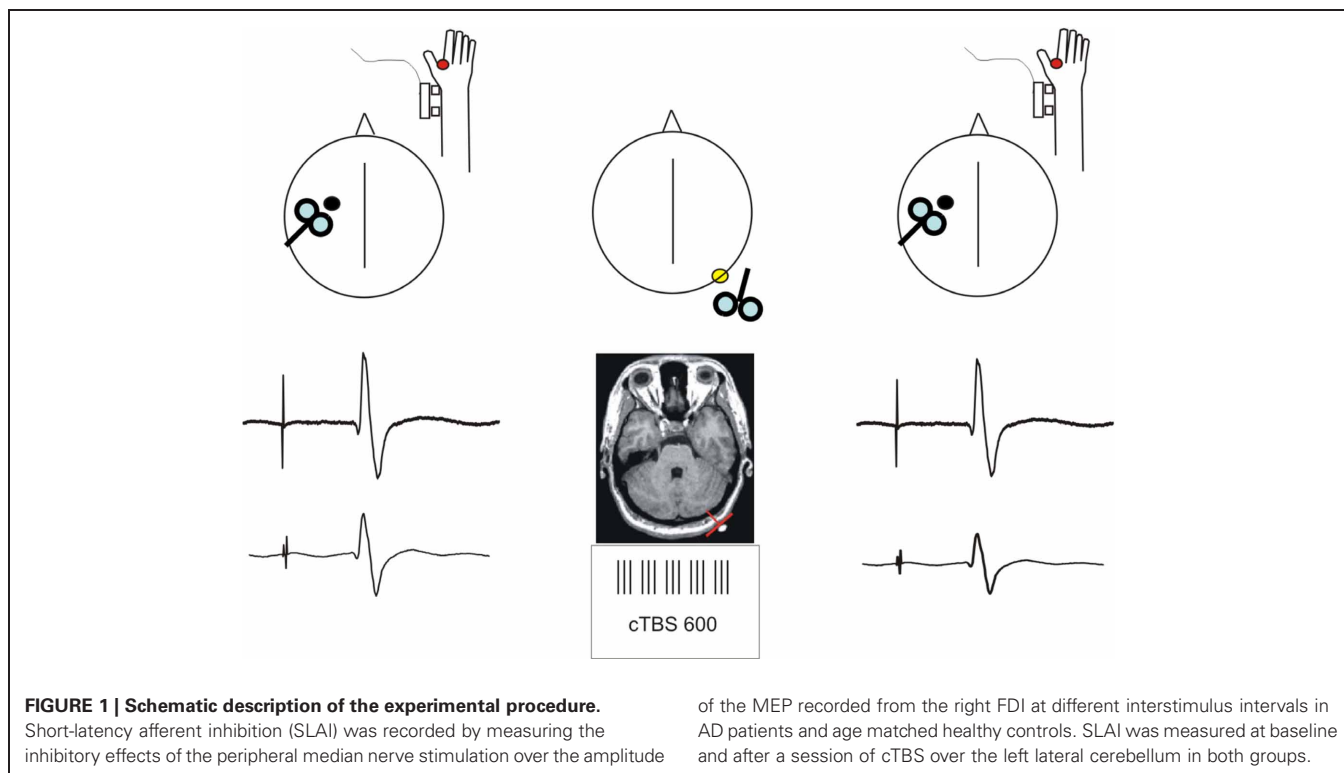 cTBS 600
FIGURE 1 | Schematic description of the experimental procedure.
Short-latency afferent inhibition (SLAI) was recorded by measuring the
inhibitory effects of the peripheral median nerve stimulation over the amplitude
of the MEP recorded from the right FDI at different interstimulus intervals in
AD patients and age matched healthy controls. SLAI was measured at baseline
and after a session of cTBS over the left lateral cerebellum in both groups.